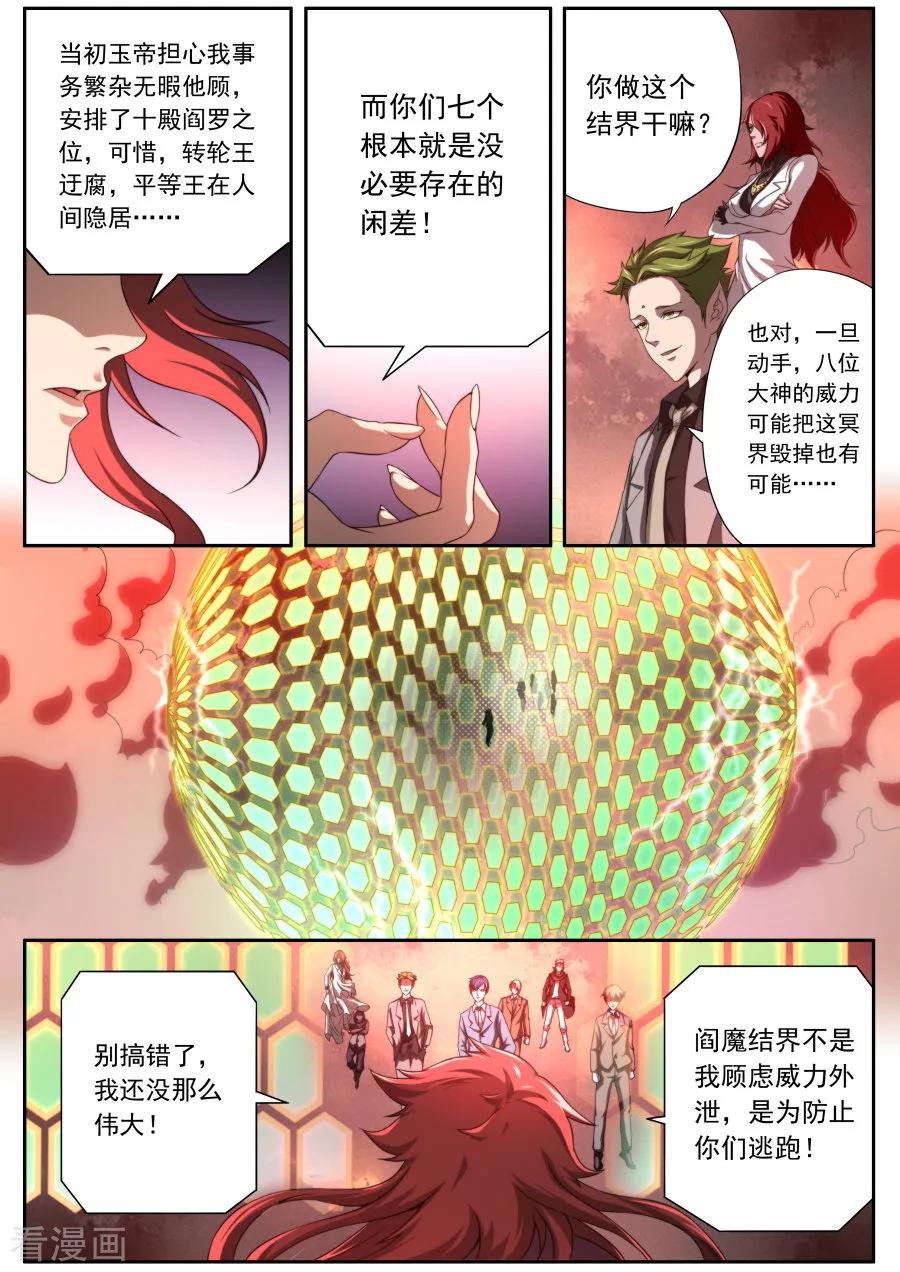 当初玉帝担心我事
务繁杂无暇他顾，
安排了十殿阎罗之
位，可惜，转轮王
迂腐，平等王在人
间隐居……
而你们七个
根本就是没
必要存在的
闲差！
你做这个
结界干嘛？
也对，一旦
动手，八位
大神的威力
可能把这冥
界毁掉也有
可能……
别搞错了，
我还没那么
伟大！
阎魔结界不是
我顾虑威力外
泄，是为防止
你们逃跑！
看漫画